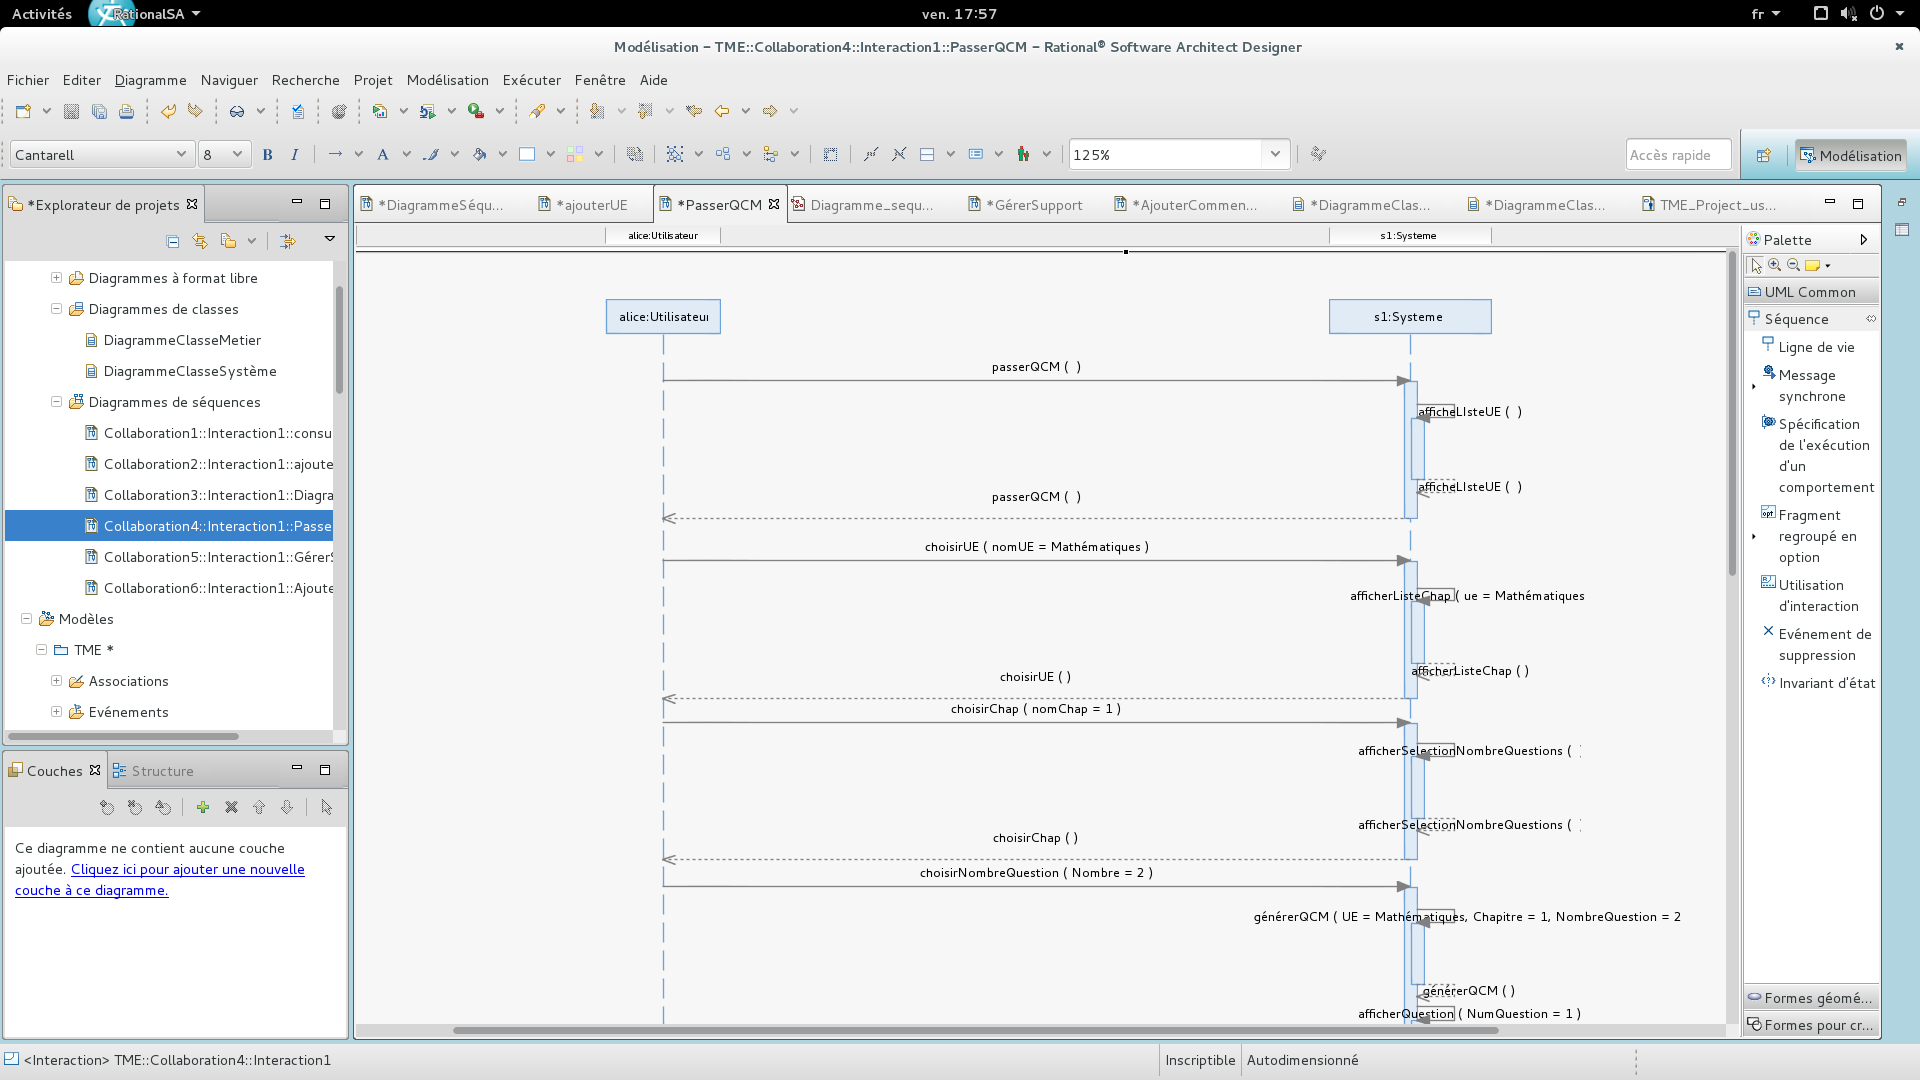 Activités
RationalSA
ven. 17:57
fr
Modélisation – TME::Collaboration4::Interaction1::PasserQCM – Rational® Software Architect Designer
Fichier Editer Diagramme Naviguer Recherche Projet Modélisation Exécuter Fenêtre Aide
Cantarell 8 B I A 125% Accès rapide Modélisation
*Explorateur de projets
Diagrammes à format libre
Diagrammes de classes
DiagrammeClasseMetier
DiagrammeClasseSystème
Diagrammes de séquences
Collaboration1::Interaction1::consu
Collaboration2::Interaction1::ajoute
Collaboration3::Interaction1::Diagra
Collaboration4::Interaction1::Passe
Collaboration5::Interaction1::Gérer
Collaboration6::Interaction1::Ajoute
Modèles
TME *
Associations
Evénements
Couches Structure
Ce diagramme ne contient aucune couche
ajoutée. Cliquez ici pour ajouter une nouvelle
couche à ce diagramme.
*DiagrammeSéqu... *ajouterUE *PasserQCM Diagramme_sequ... *GérerSupport *AjouterCommen... *DiagrammeClas... *DiagrammeClas... TME_Project_us...
alice:Utilisateur s1:Systeme
alice:Utilisateur s1:Systeme
passerQCM ( )
afficheLIsteUE ( )
afficheLIsteUE ( )
passerQCM ( )
choisirUE ( nomUE = Mathématiques )
afficherListeChap ( ue = Mathématiques
afficherListeChap ( )
choisirUE ( )
choisirChap ( nomChap = 1 )
afficherSelectionNombreQuestions (
afficherSelectionNombreQuestions (
choisirChap ( )
choisirNombreQuestion ( Nombre = 2 )
générerQCM ( UE = Mathématiques, Chapitre = 1, NombreQuestion = 2
générerQCM ( )
afficherQuestion ( NumQuestion = 1 )
Palette
UML Common
Séquence
Ligne de vie
Message
synchrone
Spécification
de l'exécution
d'un
comportement
Fragment
regroupé en
option
Utilisation
d'interaction
Evénement de
suppression
Invariant d'état
Formes géomé...
Formes pour cr...
<Interaction> TME::Collaboration4::Interaction1
Inscriptible
Autodimensionné